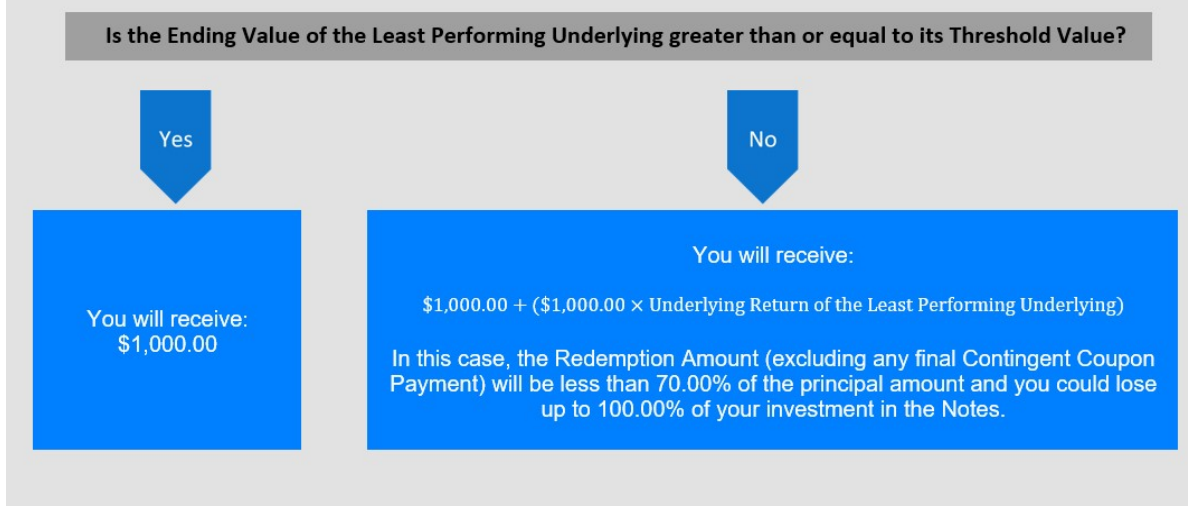 Is the Ending Value of the Least Performing Underlying greater than or equal to its Threshold Value?
Yes
No
You will receive:
$1,000.00
You will receive:
$1,000.00 + ($1,000.00 × Underlying Return of the Least Performing Underlying)
In this case, the Redemption Amount (excluding any final Contingent Coupon
Payment) will be less than 70.00% of the principal amount and you could lose
up to 100.00% of your investment in the Notes.